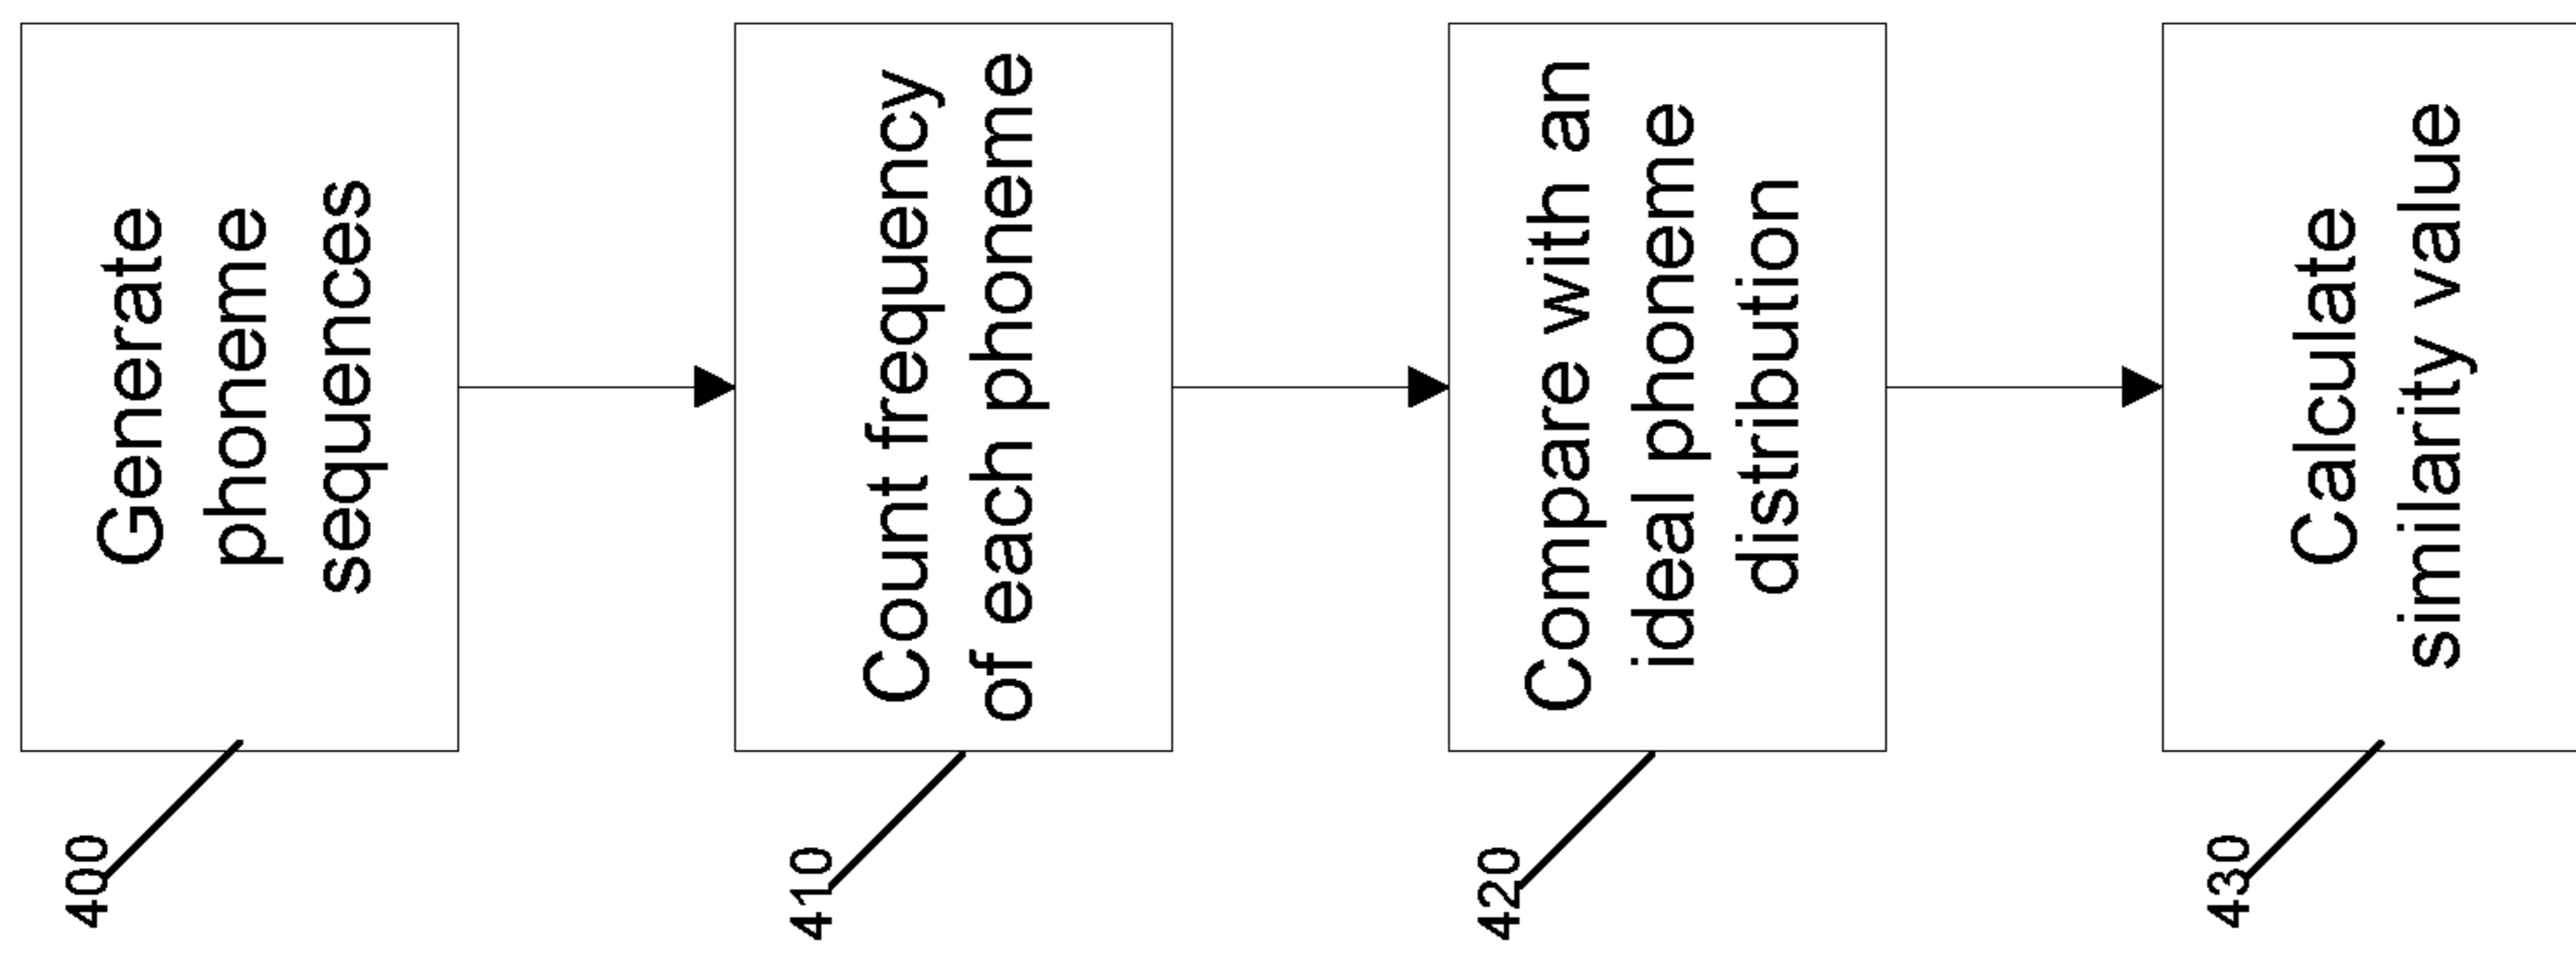 400
Generate
phoneme
sequences
410
Count frequency
of each phoneme
420
Compare with an
ideal phoneme
distribution
430
Calculate
similarity value